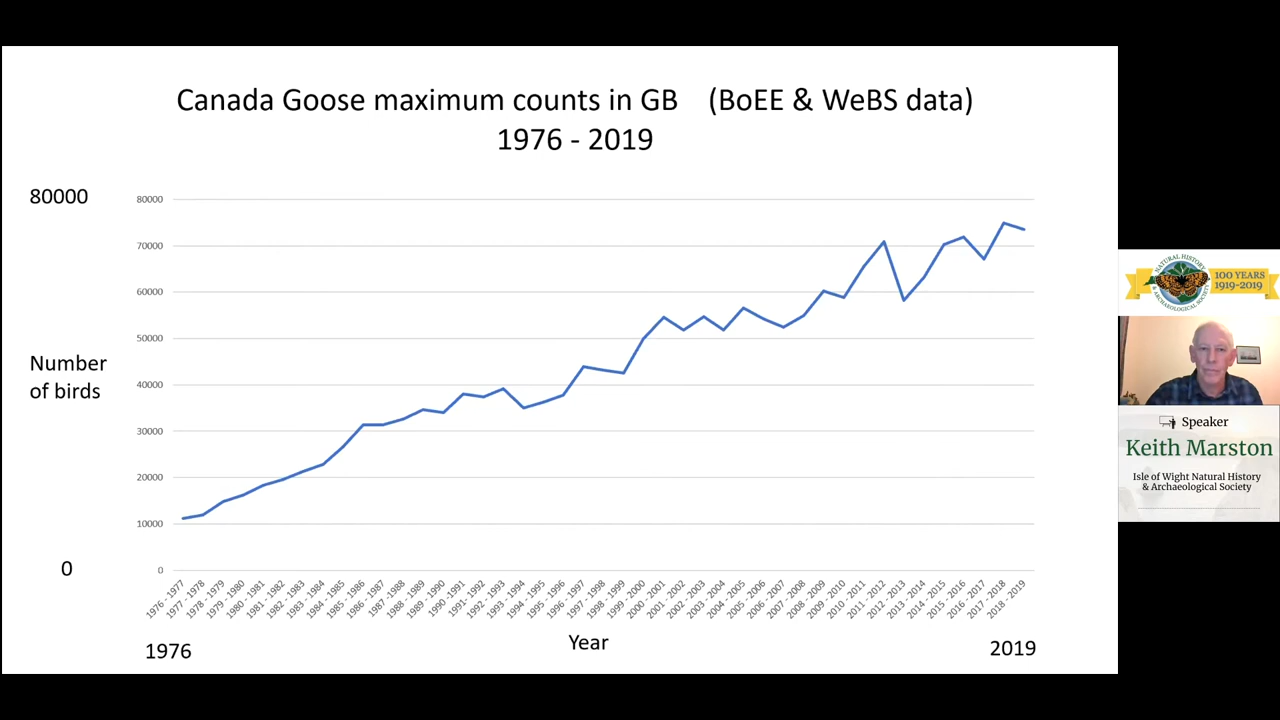 Canada Goose maximum counts in GB (BoEE & WeBS data)
1976 - 2019
80000
Number
of birds
0
80000
70000
60000
50000
40000
30000
20000
10000
0
1976 - 1977
1977 - 1978
1978 - 1979
1979 - 1980
1980 - 1981
1981 - 1982
1982 - 1983
1983 - 1984
1984 - 1985
1985 - 1986
1986 - 1987
1987 - 1988
1988 - 1989
1989 - 1990
1990 - 1991
1991 - 1992
1992 - 1993
1993 - 1994
1994 - 1995
1995 - 1996
1996 - 1997
1997 - 1998
1998 - 1999
1999 - 2000
2000 - 2001
2001 - 2002
2002 - 2003
2003 - 2004
2004 - 2005
2005 - 2006
2006 - 2007
2007 - 2008
2008 - 2009
2009 - 2010
2010 - 2011
2011 - 2012
2012 - 2013
2013 - 2014
2014 - 2015
2015 - 2016
2016 - 2017
2017 - 2018
2018 - 2019
1976
Year
2019
NATURAL HISTORY
& ARCHAEOLOGICAL SOCIETY
100 YEARS
1919-2019
Speaker
Keith Marston
Isle of Wight Natural History
& Archaeological Society